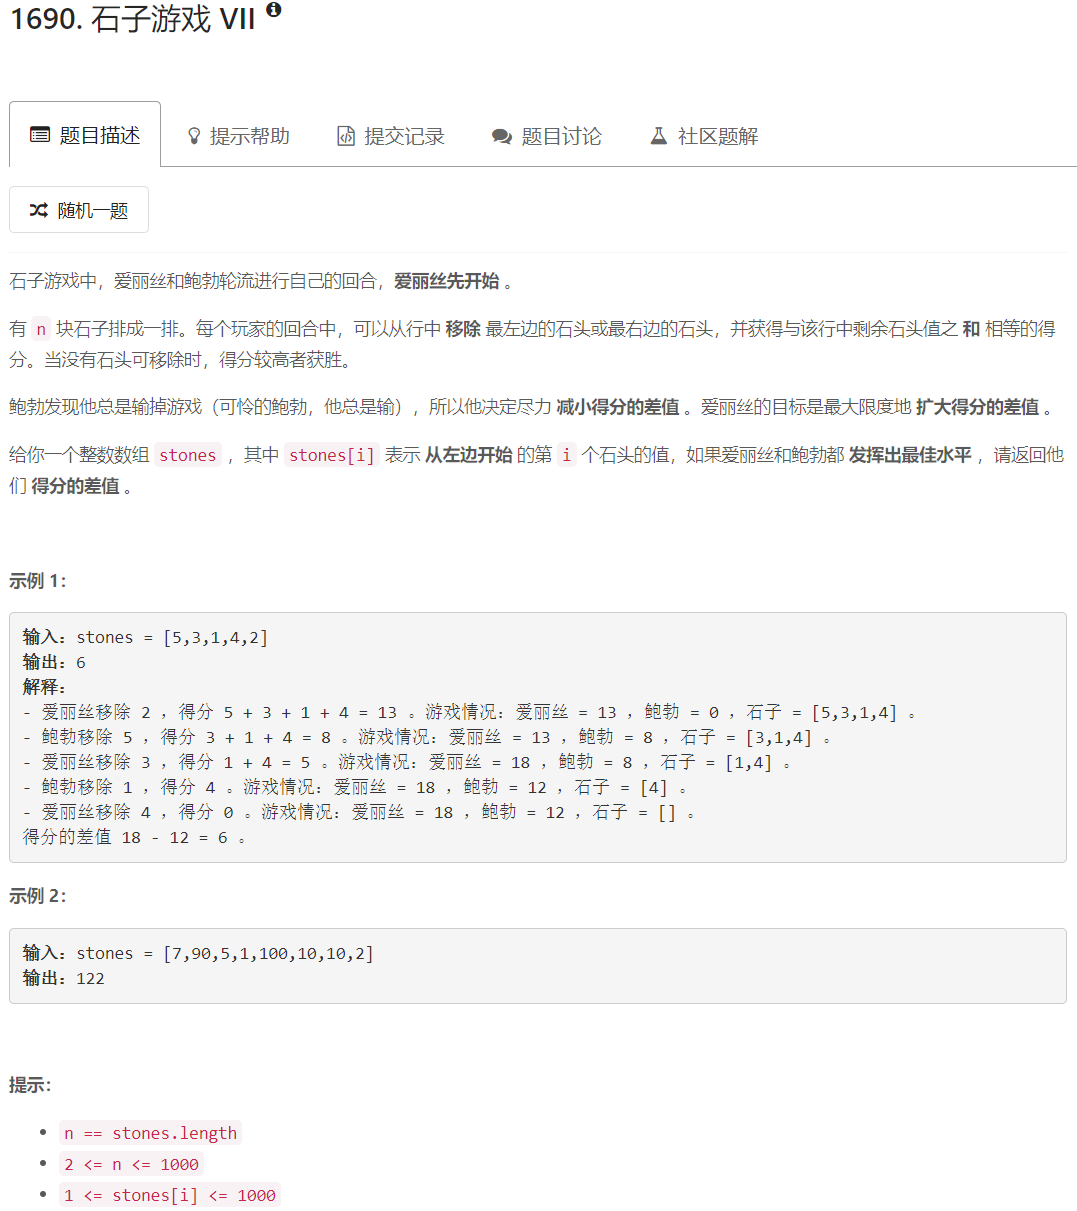 1690. 石子游戏 VII
题目描述
提示帮助
提交记录
题目讨论
社区题解
随机一题
石子游戏中，爱丽丝和鲍勃轮流进行自己的回合，爱丽丝先开始 。
有 n 块石子排成一排。每个玩家的回合中，可以从行中 移除 最左边的石头或最右边的石头，并获得与该行中剩余石头值之 和 相等的得
分。当没有石头可移除时，得分较高者获胜。
鲍勃发现他总是输掉游戏（可怜的鲍勃，他总是输），所以他决定尽力 减小得分的差值 。爱丽丝的目标是最大限度地 扩大得分的差值 。
给你一个整数数组 stones ，其中 stones[i] 表示 从左边开始 的第 i 个石头的值，如果爱丽丝和鲍勃都 发挥出最佳水平 ，请返回他
们 得分的差值 。
示例 1：
输入：stones = [5,3,1,4,2]
输出：6
解释：
- 爱丽丝移除 2 ，得分 5 + 3 + 1 + 4 = 13 。游戏情况：爱丽丝 = 13 ，鲍勃 = 0 ，石子 = [5,3,1,4] 。
- 鲍勃移除 5 ，得分 3 + 1 + 4 = 8 。游戏情况：爱丽丝 = 13 ，鲍勃 = 8 ，石子 = [3,1,4] 。
- 爱丽丝移除 3 ，得分 1 + 4 = 5 。游戏情况：爱丽丝 = 18 ，鲍勃 = 8 ，石子 = [1,4] 。
- 鲍勃移除 1 ，得分 4 。游戏情况：爱丽丝 = 18 ，鲍勃 = 12 ，石子 = [4] 。
- 爱丽丝移除 4 ，得分 0 。游戏情况：爱丽丝 = 18 ，鲍勃 = 12 ，石子 = [] 。
得分的差值 18 - 12 = 6 。
示例 2：
输入：stones = [7,90,5,1,100,10,10,2]
输出：122
提示：
n == stones.length
2 <= n <= 1000
1 <= stones[i] <= 1000